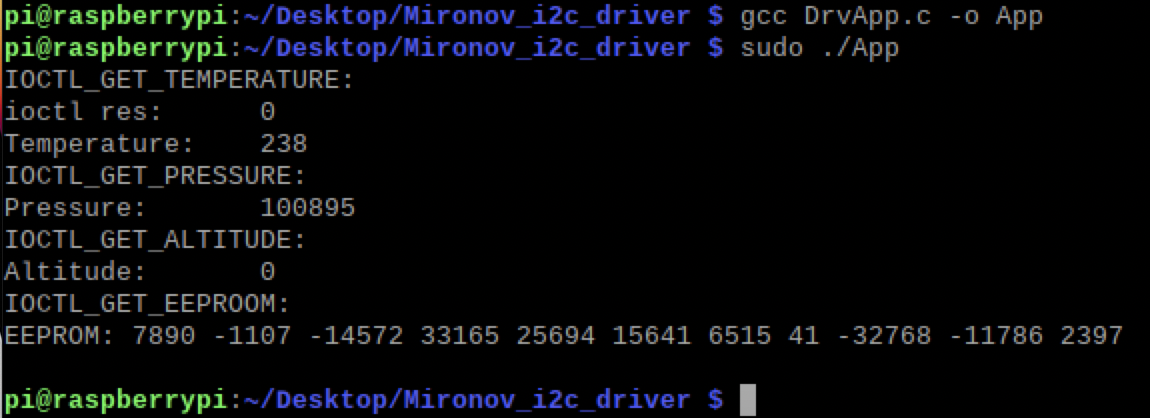 pi@raspberrypi:~/Desktop/Mironov_i2c_driver $ gcc DrvApp.c -o App
pi@raspberrypi:~/Desktop/Mironov_i2c_driver $ sudo ./App
IOCTL_GET_TEMPERATURE:
ioctl res:      0
Temperature:    238
IOCTL_GET_PRESSURE:
Pressure:       100895
IOCTL_GET_ALTITUDE:
Altitude:       0
IOCTL_GET_EEPROOM:
EEPROM: 7890 -1107 -14572 33165 25694 15641 6515 41 -32768 -11786 2397
pi@raspberrypi:~/Desktop/Mironov_i2c_driver $